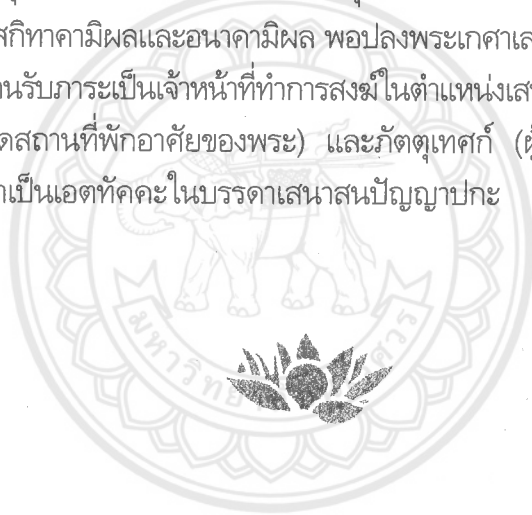 สกิทาคามิผลและอนาคามิผล พอปลงพระเกศาเส
านรับภาระเป็นเจ้าหน้าที่ทำการสงฆ์ในตำแหน่งเส
ดสถานที่พักอาศัยของพระ) และภัตตุเทศก์ (ผู้
าเป็นเอตทัคคะในบรรดาเสนาสนปัญญาปกะ